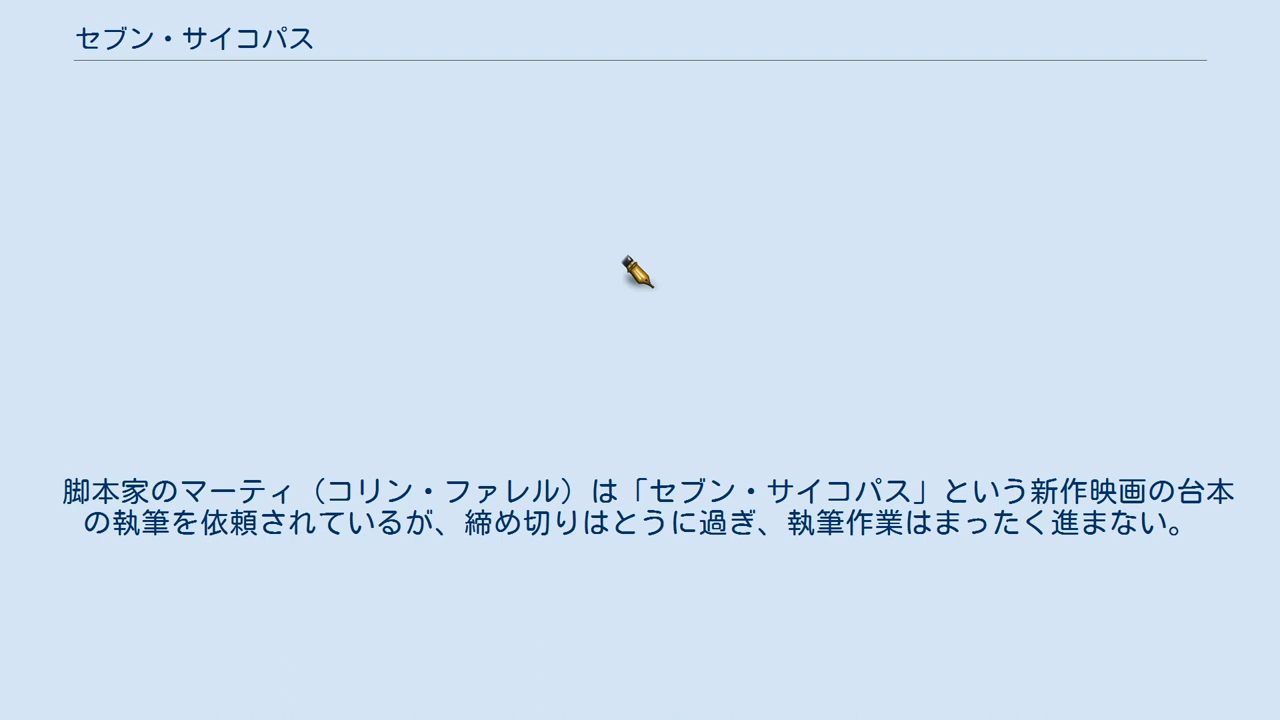 セブン・サイコパス
脚本家のマーティ（コリン・ファレル）は「セブン・サイコパス」という新作映画の台本
の執筆を依頼されているが、締め切りはとうに過ぎ、執筆作業はまったく進まない。